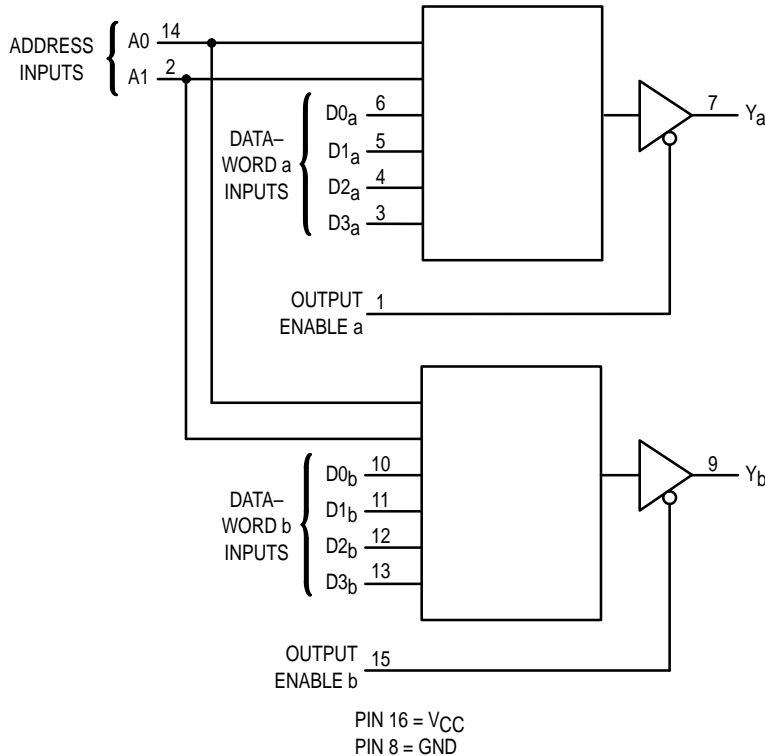 ADDRESS
INPUTS
A0 14
A1 2
DATA–
WORD a
INPUTS
D0a 6
D1a 5
D2a 4
D3a 3
7 Ya
OUTPUT
ENABLE a
1
DATA–
WORD b
INPUTS
D0b 10
D1b 11
D2b 12
D3b 13
9 Yb
OUTPUT
ENABLE b
15
PIN 16 = VCC
PIN 8 = GND